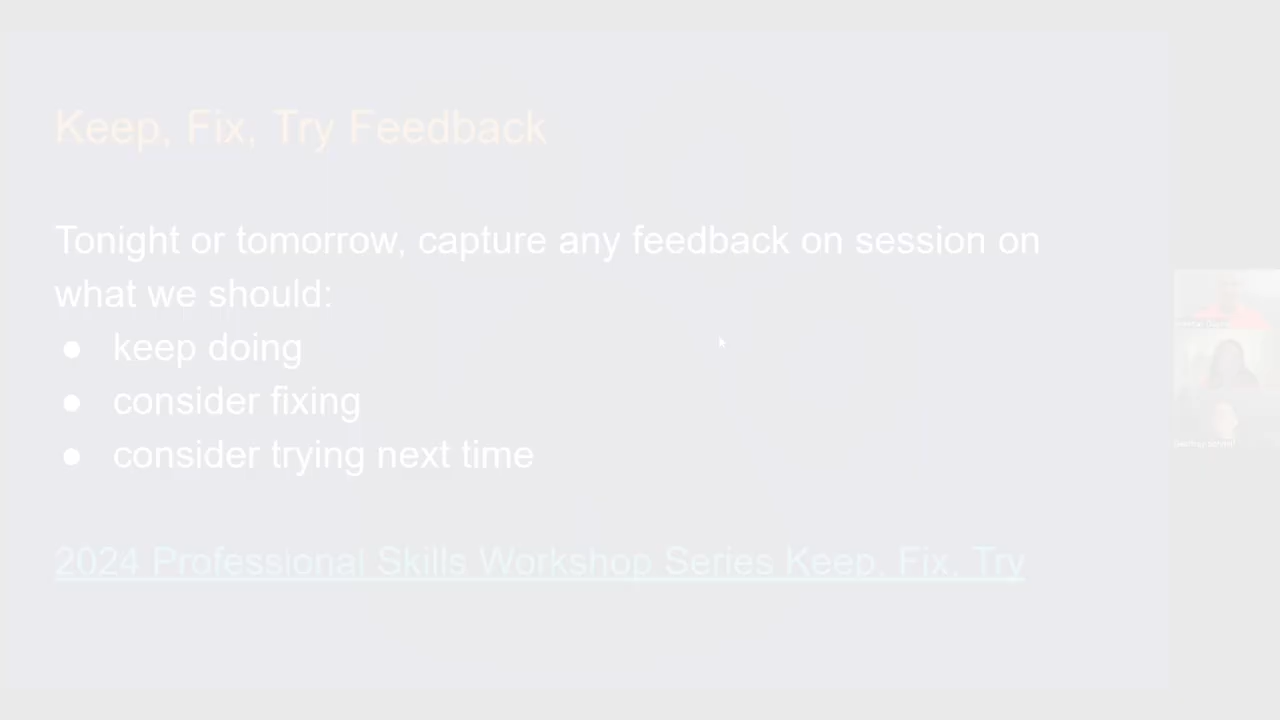 Keep, Fix, Try Feedback
Tonight or tomorrow, capture any feedback on session on
what we should:
● keep doing
● consider fixing
● consider trying next time
2024 Professional Skills Workshop Series Keep, Fix, Try